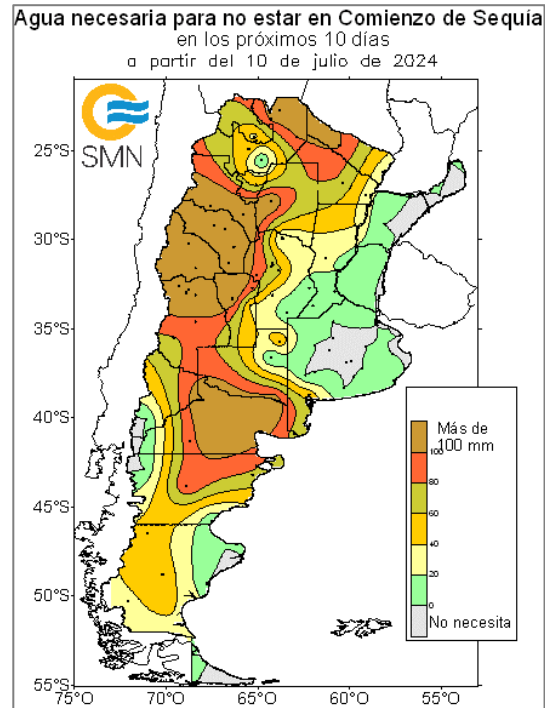 Agua necesaria para no estar en Comienzo de Sequía
en los próximos 10 días
a partir del 10 de julio de 2024
SMN
25°S
30°S
35°S
40°S
45°S
50°S
55°S
75°O
70°O
65°O
60°O
55°O
Más de
100 mm
100
80
60
40
20
0
No necesita